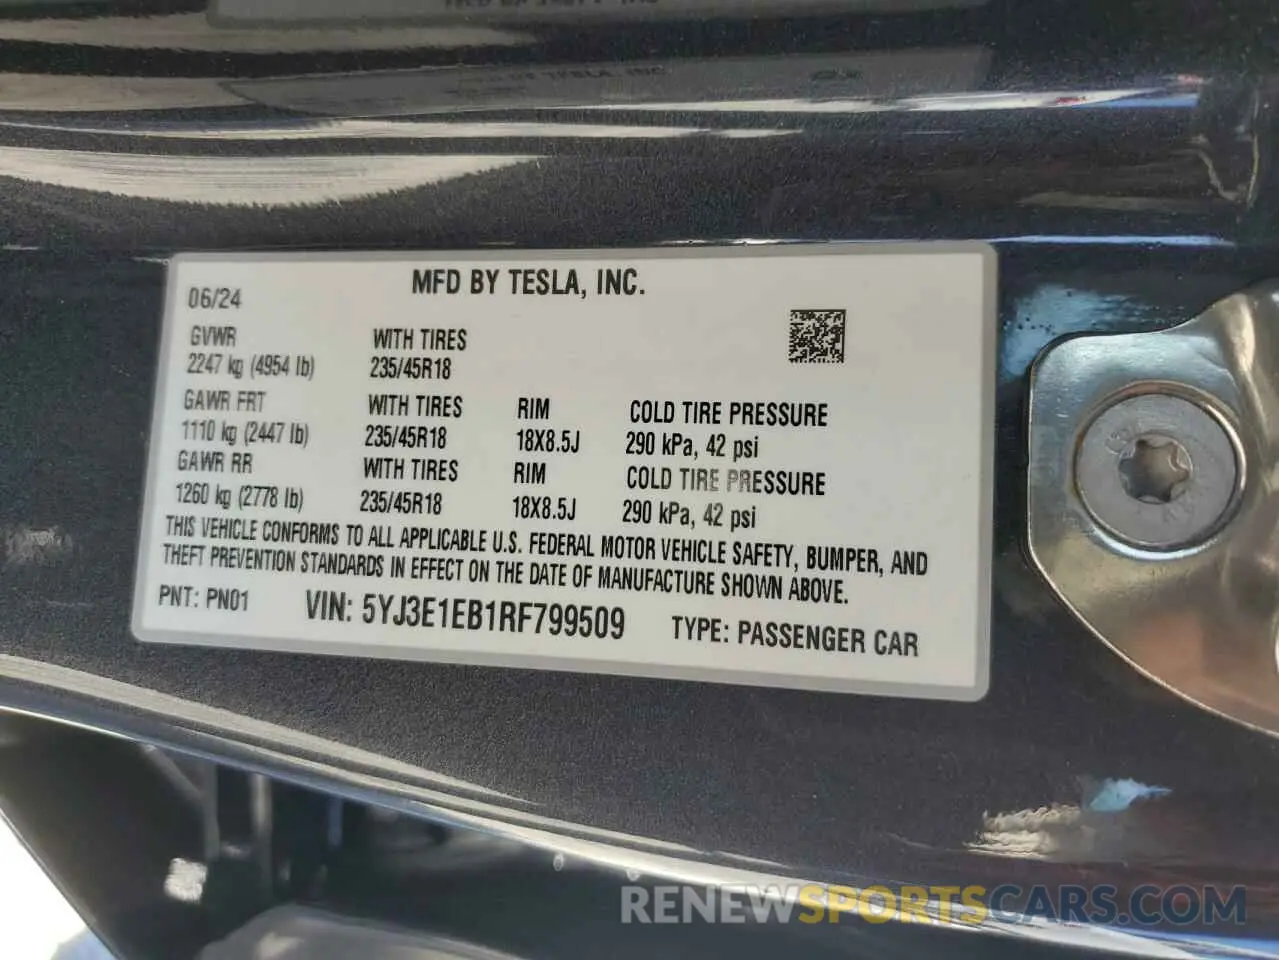 MFD BY TESLA, INC.
06/24
GVWR
2247 kg (4954 lb)
WITH TIRES
235/45R18
GAWR FRT WITH TIRES RIM COLD TIRE PRESSURE
1110 kg (2447 lb) 235/45R18 18X8.5J 290 kPa, 42 psi
GAWR RR WITH TIRES RIM COLD TIRE PRESSURE
1260 kg (2778 lb) 235/45R18 18X8.5J 290 kPa, 42 psi
THIS VEHICLE CONFORMS TO ALL APPLICABLE U.S. FEDERAL MOTOR VEHICLE SAFETY, BUMPER, AND
THEFT PREVENTION STANDARDS IN EFFECT ON THE DATE OF MANUFACTURE SHOWN ABOVE.
PNT: PN01 VIN: 5YJ3E1EB1RF799509 TYPE: PASSENGER CAR
RENEWSPORTSCARS.COM